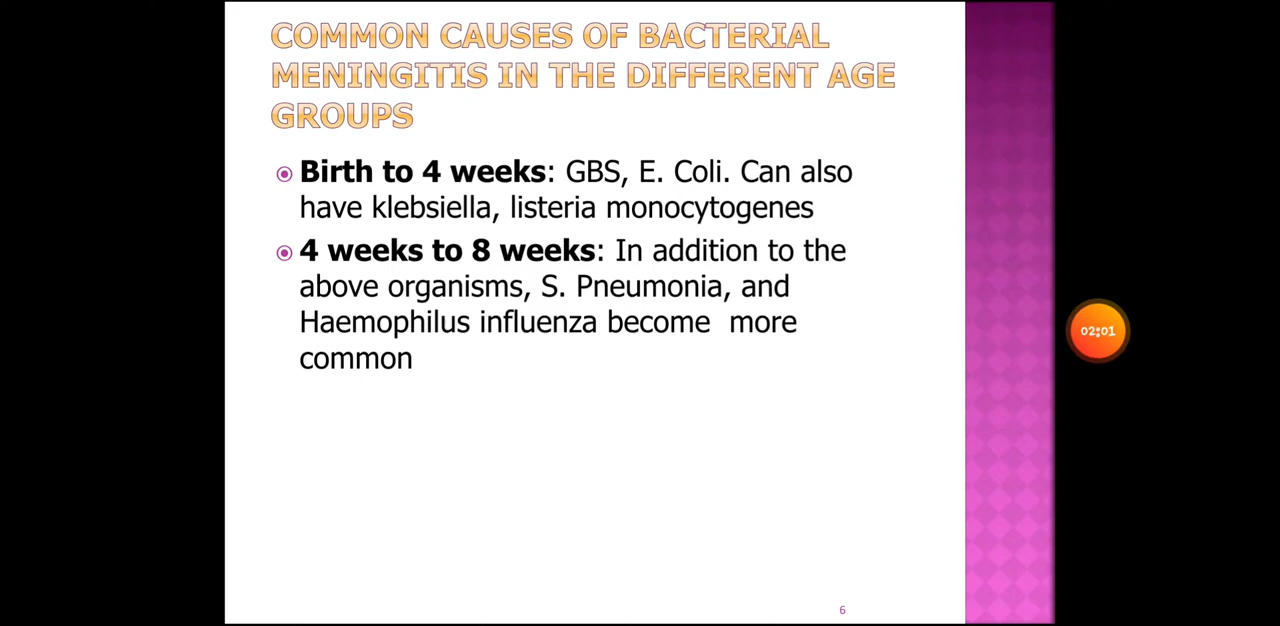 COMMON CAUSES OF BACTERIAL
MENINGITIS IN THE DIFFERENT AGE
GROUPS
Birth to 4 weeks: GBS, E. Coli. Can also
have klebsiella, listeria monocytogenes
4 weeks to 8 weeks: In addition to the
above organisms, S. Pneumonia, and
Haemophilus influenza become  more
common
02:01
6